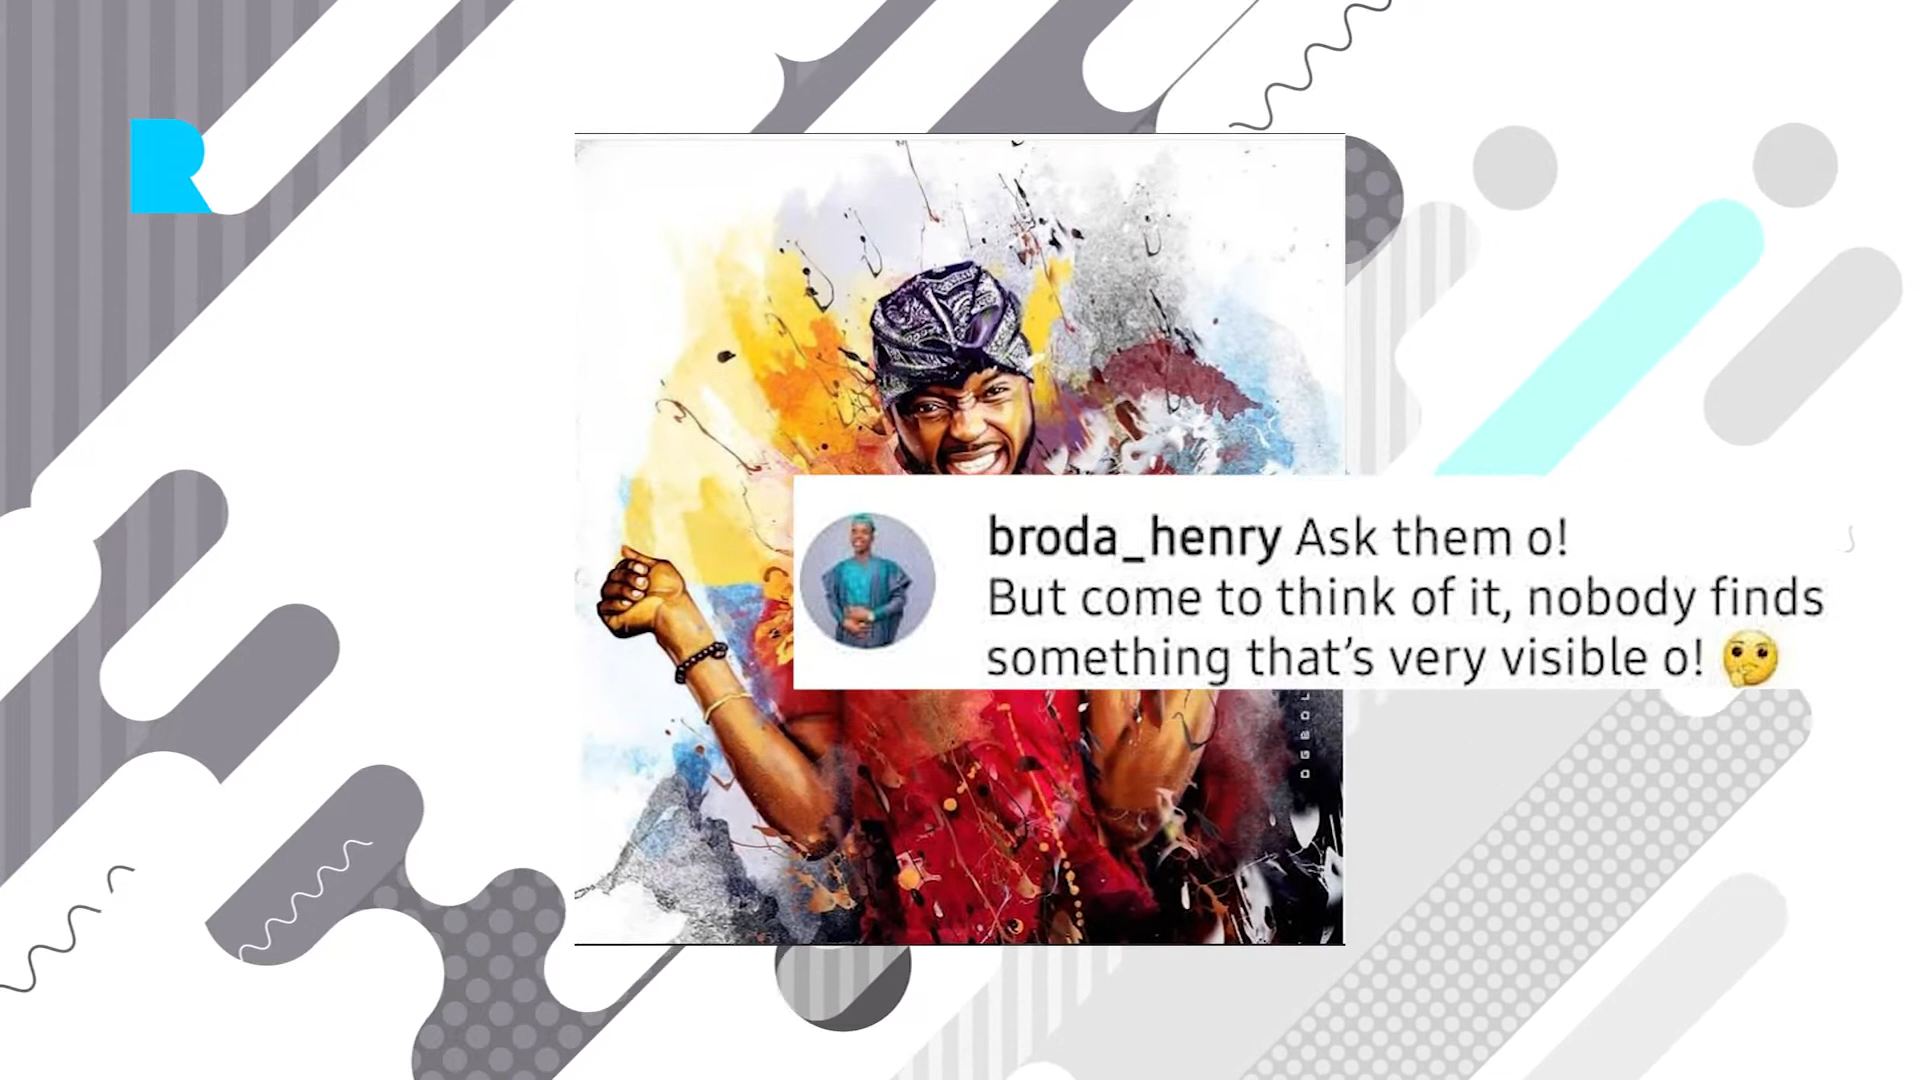 R
broda_henry Ask them o!
But come to think of it, nobody finds
something that's very visible o! 🤔